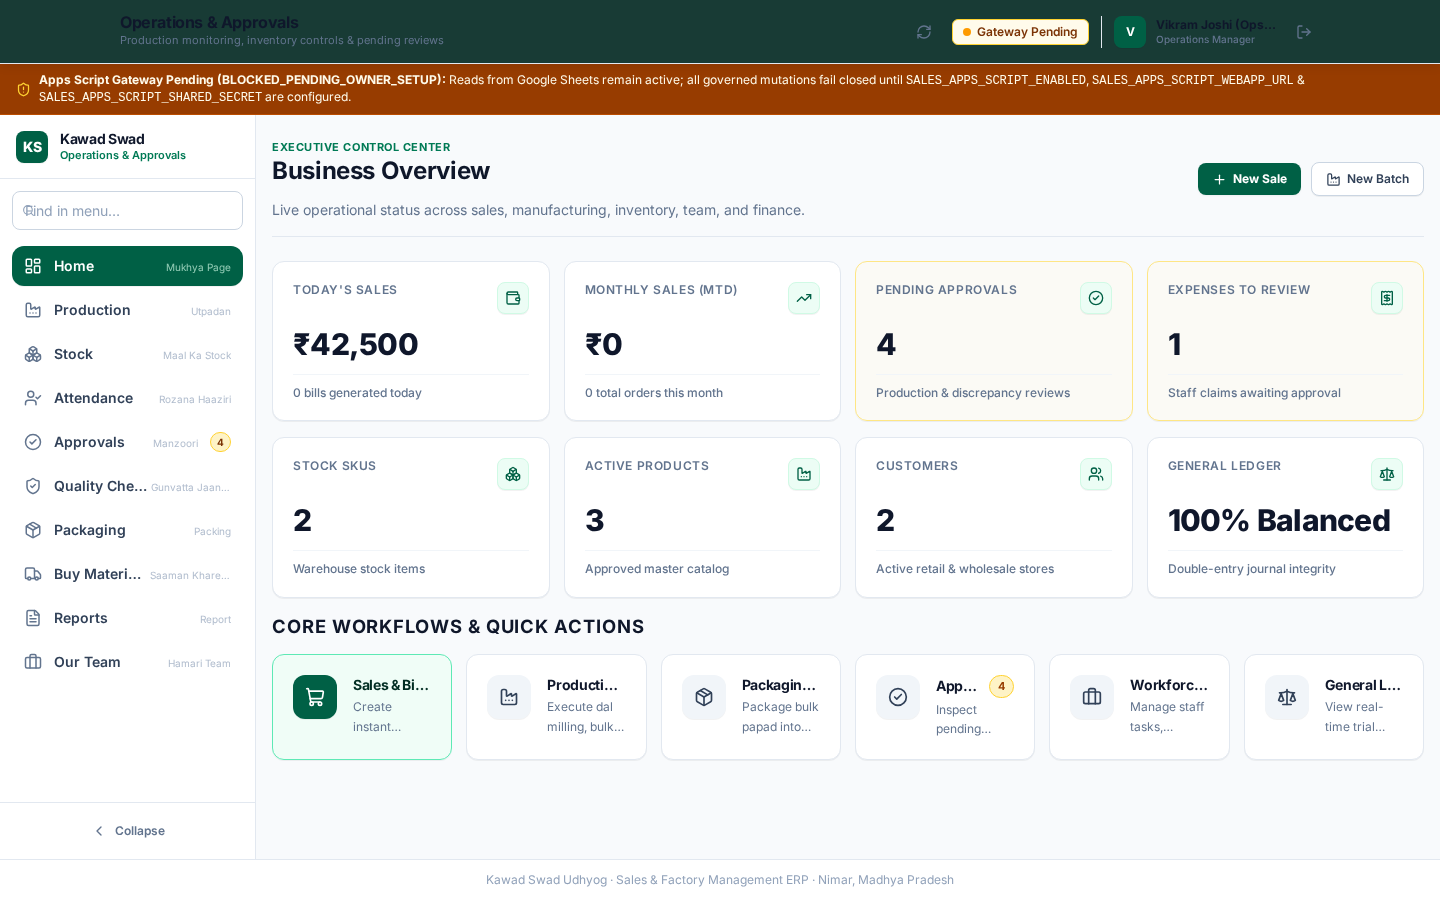 Operations & Approvals
Production monitoring, inventory controls & pending reviews
Gateway Pending
V
Vikram Joshi (Ops...
Operations Manager
Apps Script Gateway Pending (BLOCKED_PENDING_OWNER_SETUP): Reads from Google Sheets remain active; all governed mutations fail closed until SALES_APPS_SCRIPT_ENABLED, SALES_APPS_SCRIPT_WEBAPP_URL &
SALES_APPS_SCRIPT_SHARED_SECRET are configured.
KS
Kawad Swad
Operations & Approvals
Find in menu...
Home Mukhya Page
Production Utpadan
Stock Maal Ka Stock
Attendance Rozana Haaziri
Approvals Manzoori 4
Quality Che... Gunvatta Jaan...
Packaging Packing
Buy Materi... Saaman Khare...
Reports Report
Our Team Hamari Team
Collapse
EXECUTIVE CONTROL CENTER
Business Overview
Live operational status across sales, manufacturing, inventory, team, and finance.
New Sale
New Batch
TODAY'S SALES
₹42,500
0 bills generated today
MONTHLY SALES (MTD)
₹0
0 total orders this month
PENDING APPROVALS
4
Production & discrepancy reviews
EXPENSES TO REVIEW
1
Staff claims awaiting approval
STOCK SKUS
2
Warehouse stock items
ACTIVE PRODUCTS
3
Approved master catalog
CUSTOMERS
2
Active retail & wholesale stores
GENERAL LEDGER
100% Balanced
Double-entry journal integrity
CORE WORKFLOWS & QUICK ACTIONS
Sales & Bi...
Create
instant...
Producti...
Execute dal
milling, bulk...
Packagin...
Package bulk
papad into...
App... 4
Inspect
pending...
Workforc...
Manage staff
tasks,...
General L...
View real-
time trial...
Kawad Swad Udhyog · Sales & Factory Management ERP · Nimar, Madhya Pradesh